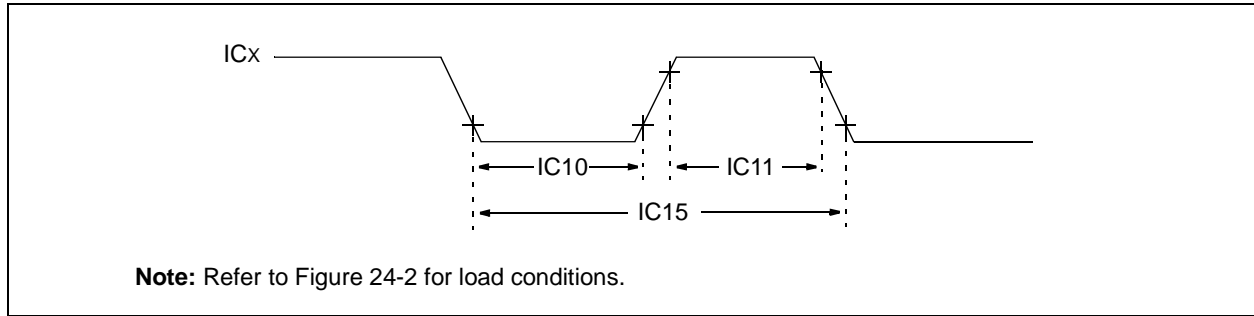 ICx
IC10
IC11
IC15
Note: Refer to Figure 24-2 for load conditions.